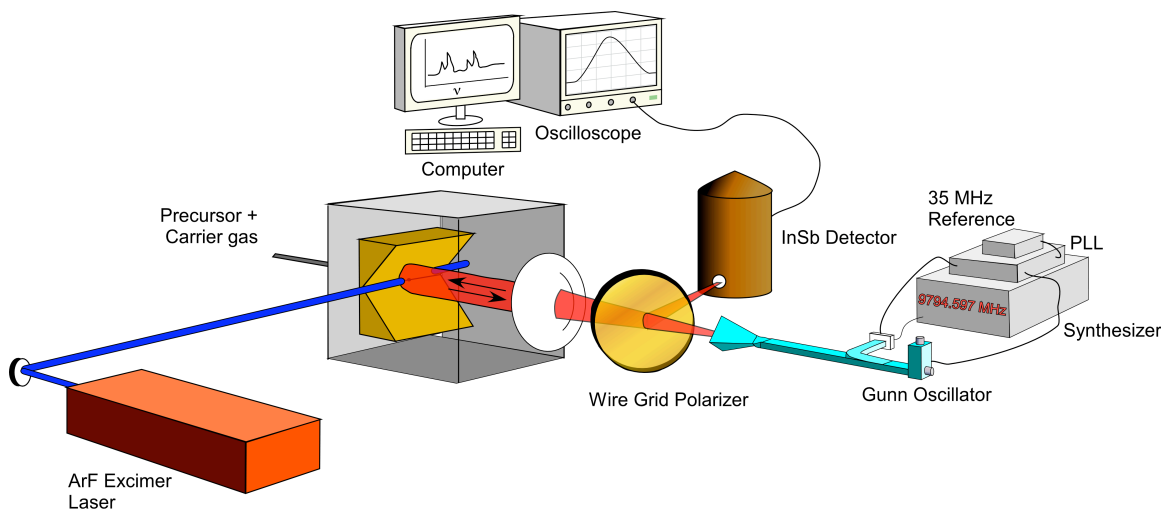 ν
Oscilloscope
Computer
Precursor +
Carrier gas
35 MHz
Reference
PLL
InSb Detector
9794.597 MHz
Synthesizer
Gunn Oscillator
Wire Grid Polarizer
ArF Excimer
Laser